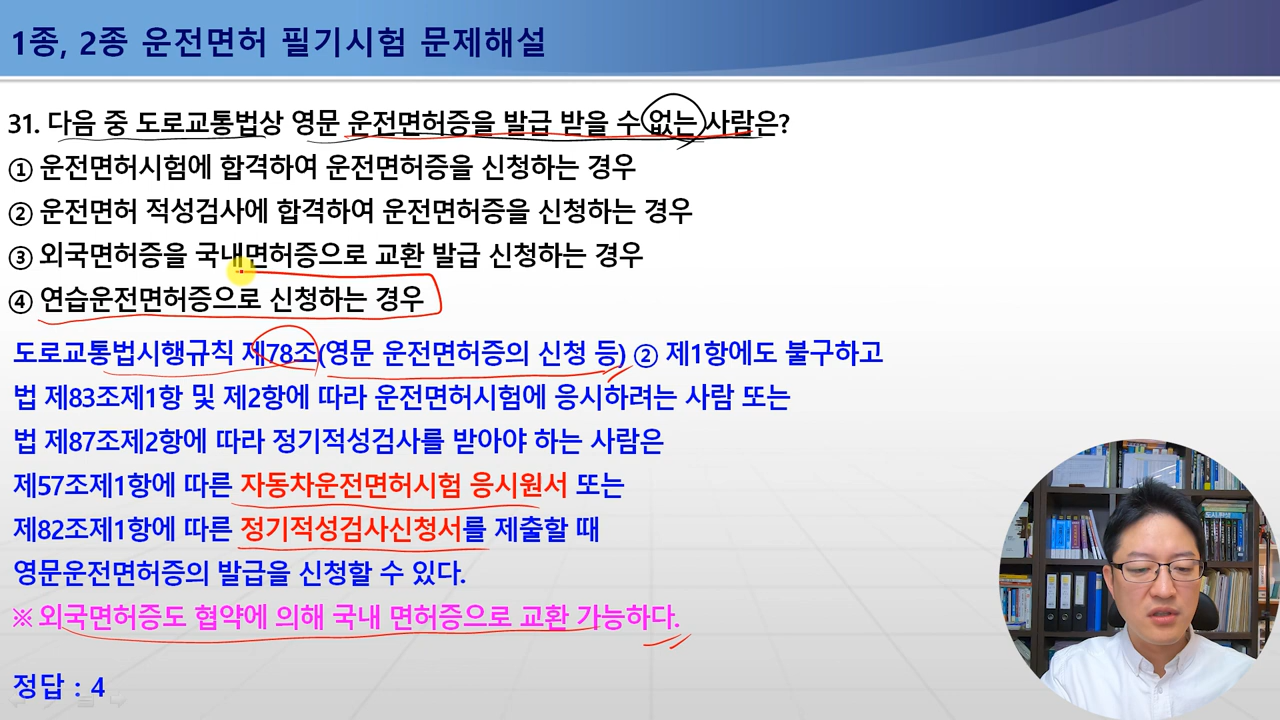 1종, 2종 운전면허 필기시험 문제해설
31. 다음 중 도로교통법상 영문 운전면허증을 발급 받을 수 없는 사람은?
① 운전면허시험에 합격하여 운전면허증을 신청하는 경우
② 운전면허 적성검사에 합격하여 운전면허증을 신청하는 경우
③ 외국면허증을 국내면허증으로 교환 발급 신청하는 경우
④ 연습운전면허증으로 신청하는 경우
도로교통법시행규칙 제78조(영문 운전면허증의 신청 등) ② 제1항에도 불구하고
법 제83조제1항 및 제2항에 따라 운전면허시험에 응시하려는 사람 또는
법 제87조제2항에 따라 정기적성검사를 받아야 하는 사람은
제57조제1항에 따른 자동차운전면허시험 응시원서 또는
제82조제1항에 따른 정기적성검사신청서를 제출할 때
영문운전면허증의 발급을 신청할 수 있다.
※ 외국면허증도 협약에 의해 국내 면허증으로 교환 가능하다.
정답 : 4